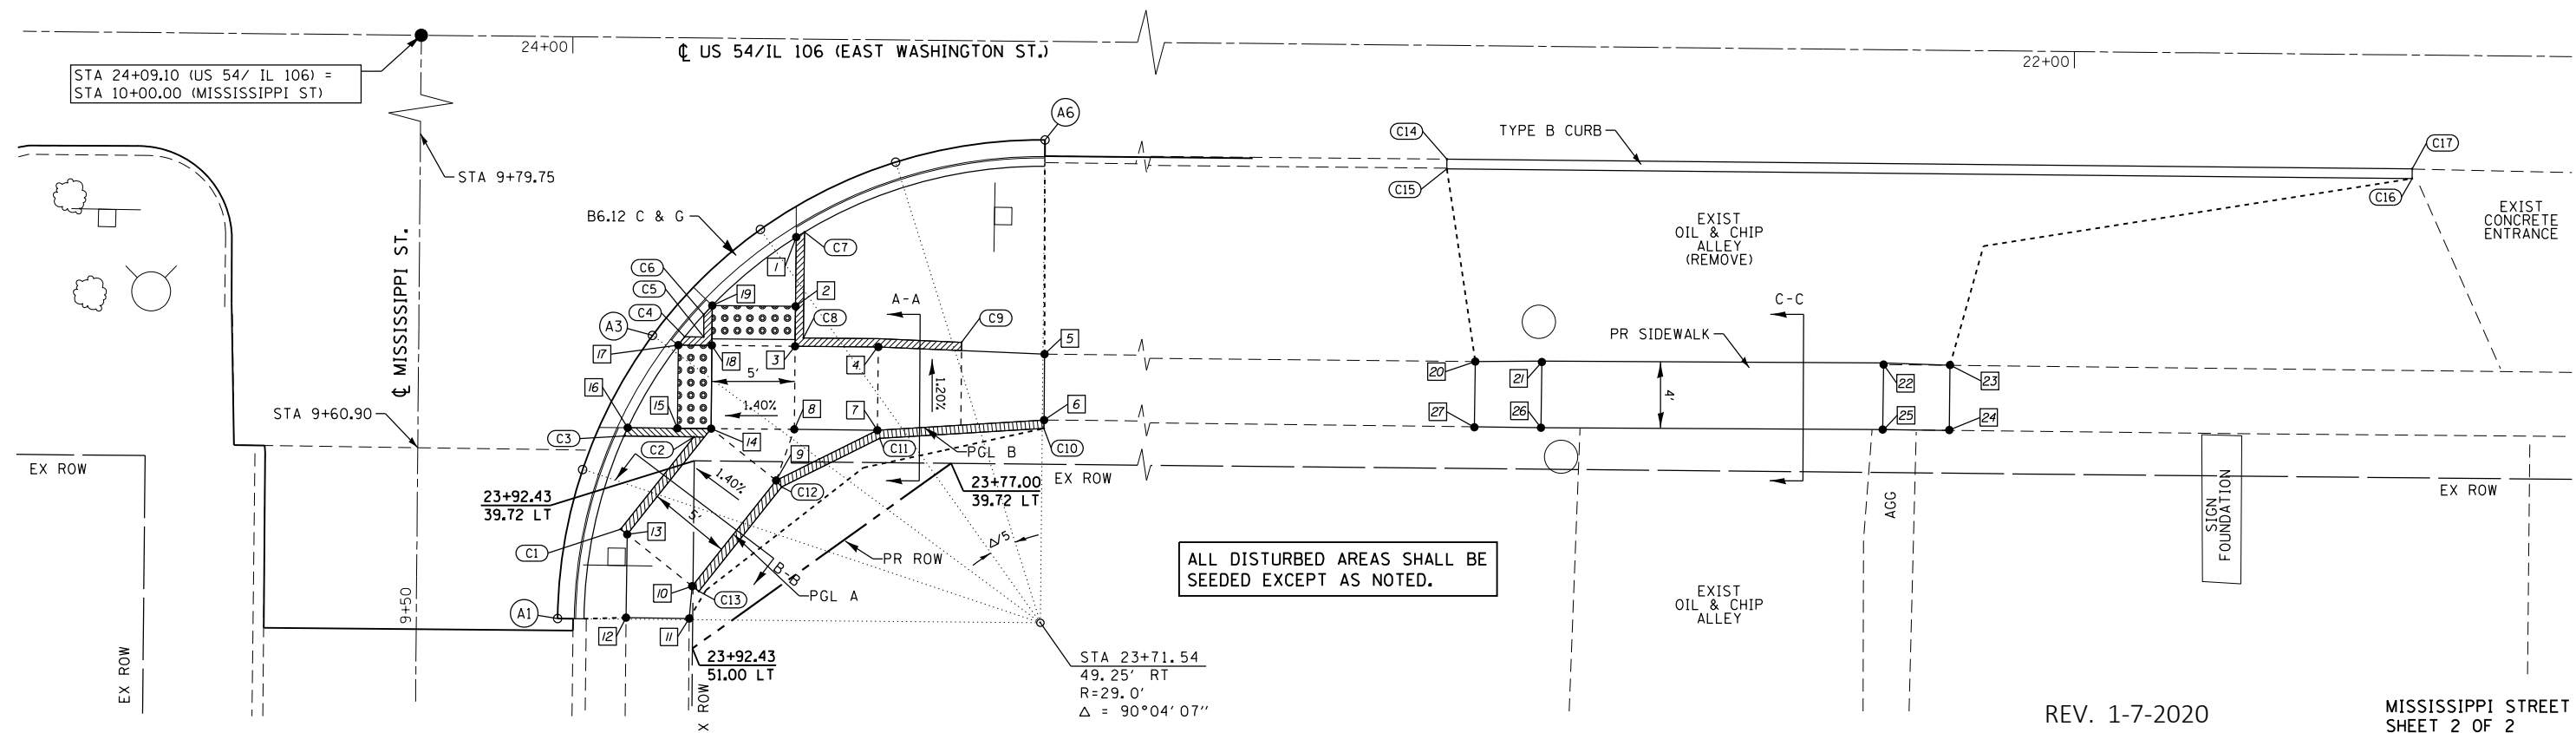 24+00
℄ US 54/IL 106 (EAST WASHINGTON ST.)
22+00
STA 24+09.10 (US 54/ IL 106) =
STA 10+00.00 (MISSISSIPPI ST)
STA 9+79.75
A6
C14
TYPE B CURB
C17
C15
C16
B6.12 C & G
EXIST
OIL & CHIP
ALLEY
(REMOVE)
EXIST
CONCRETE
ENTRANCE
℄ MISSISSIPPI ST.
C7
1
C6
C5
19
2
A-A
C-C
C4
C8
C9
A3
PR SIDEWALK
17
18
3
4
5
20
21
22
23
5'
1.20%
4'
16
15
1.40%
8
7
6
27
26
25
24
STA 9+60.90
C3
C2
14
9
C11
C10
PGL B
EX ROW
1.40%
C12
23+77.00
39.72 LT
EX ROW
EX ROW
23+92.43
39.72 LT
5'
AGG
SIGN
FOUNDATION
C1
13
Δ/5
PR ROW
B-B
ALL DISTURBED AREAS SHALL BE
SEEDED EXCEPT AS NOTED.
10
C13
PGL A
EXIST
OIL & CHIP
ALLEY
A1
9+50
12
11
EX ROW
23+92.43
51.00 LT
X ROW
STA 23+71.54
49.25' RT
R=29.0'
Δ = 90°04'07''
REV. 1-7-2020
MISSISSIPPI STREET
SHEET 2 OF 2